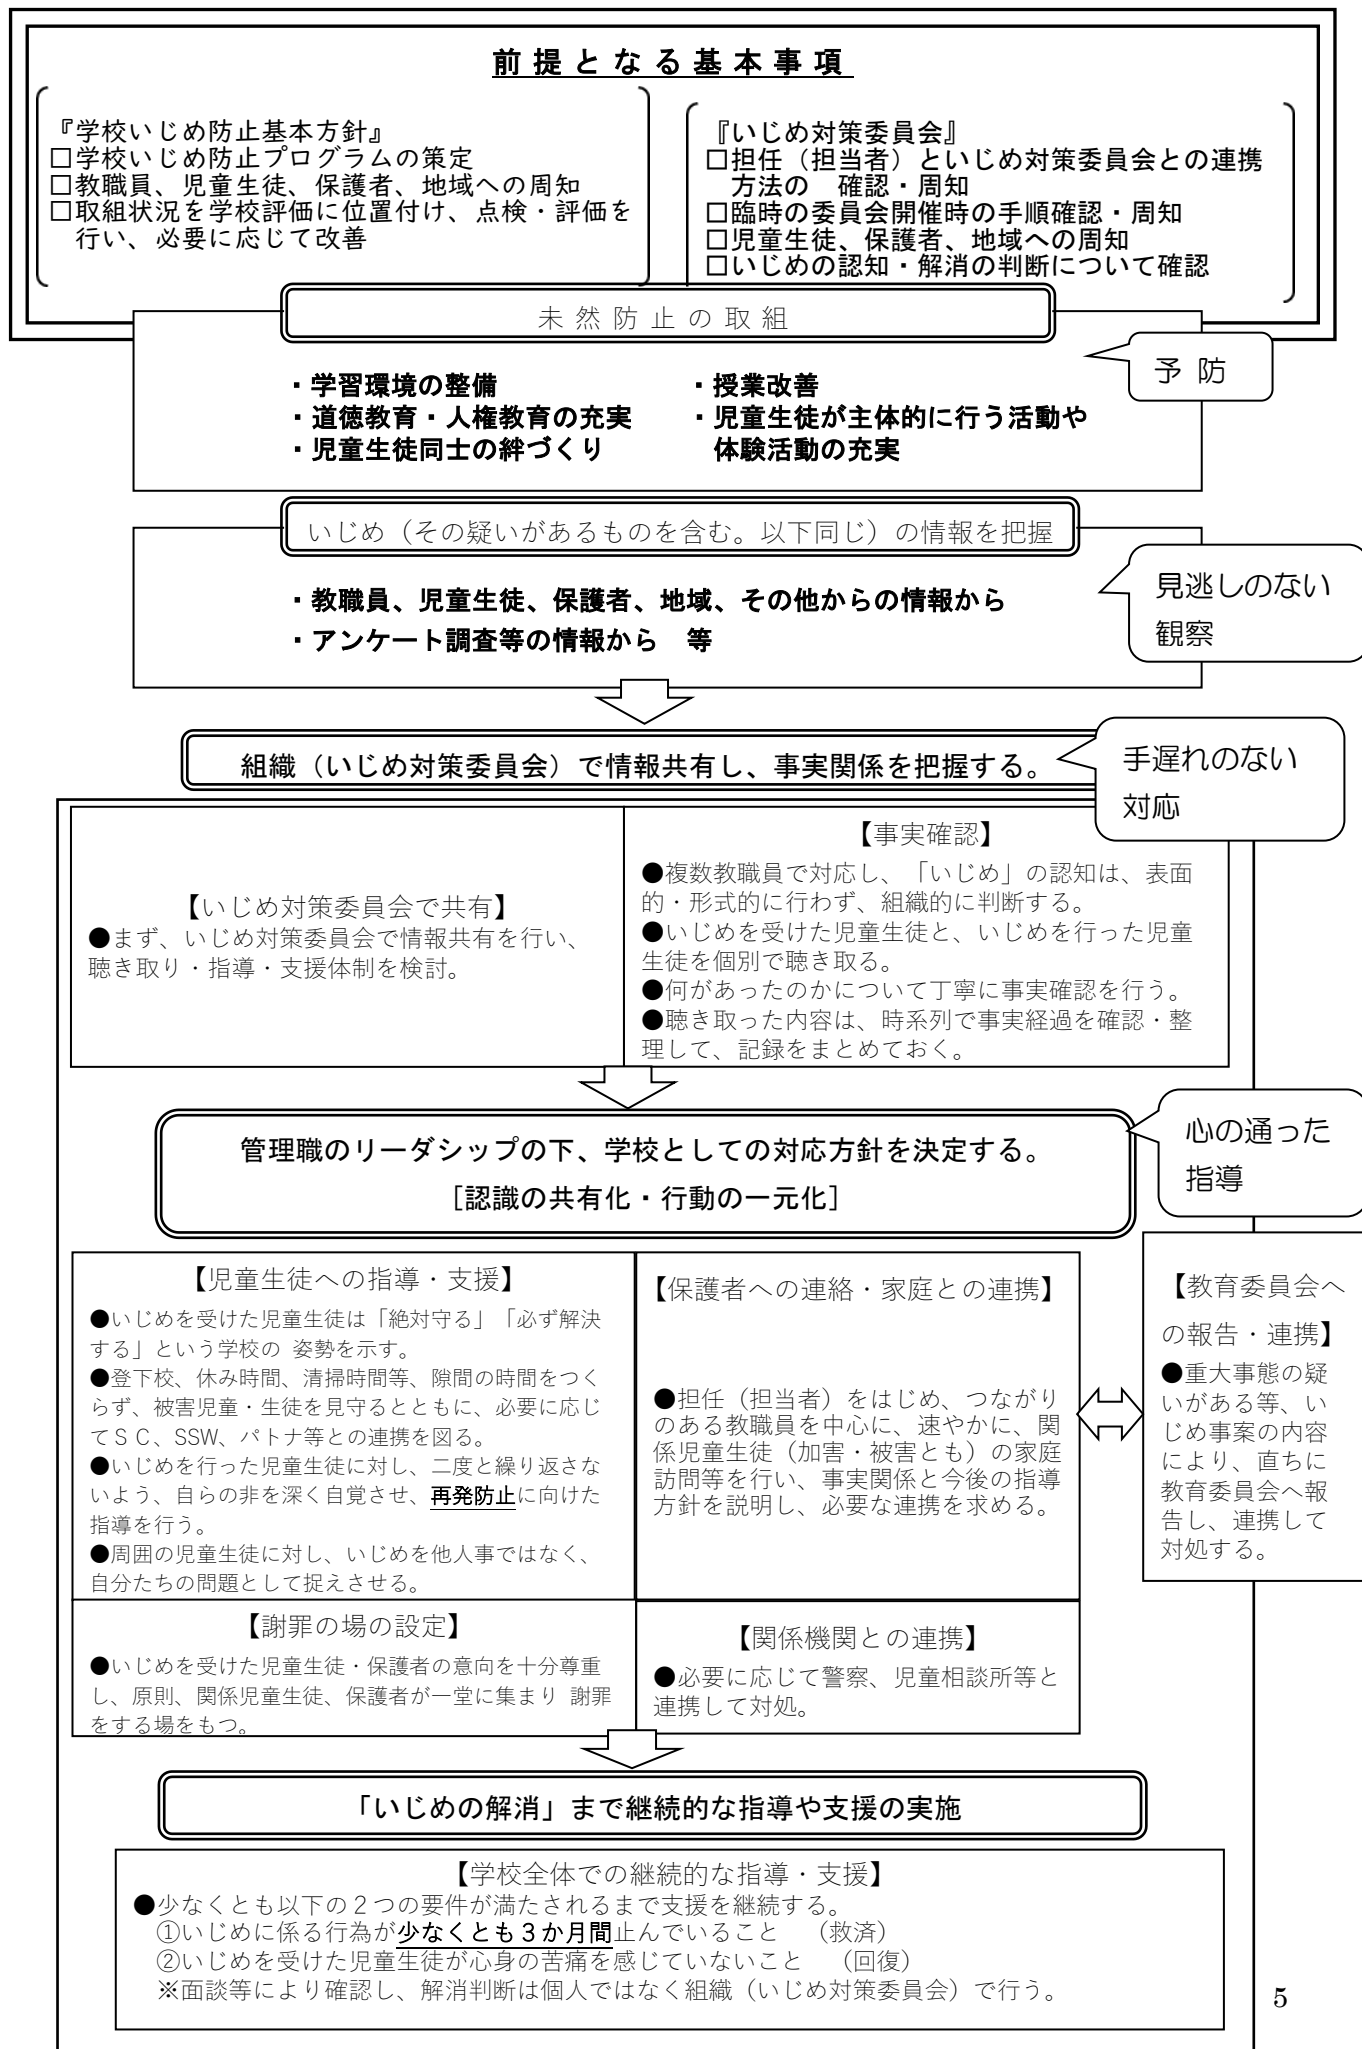 前提となる基本事項
『学校いじめ防止基本方針』
□学校いじめ防止プログラムの策定
□教職員、児童生徒、保護者、地域への周知
□取組状況を学校評価に位置付け、点検・評価を
行い、必要に応じて改善
『いじめ対策委員会』
□担任（担当者）といじめ対策委員会との連携
方法の　確認・周知
□臨時の委員会開催時の手順確認・周知
□児童生徒、保護者、地域への周知
□いじめの認知・解消の判断について確認
未然防止の取組
予 防
・学習環境の整備
・道徳教育・人権教育の充実
・児童生徒同士の絆づくり
・授業改善
・児童生徒が主体的に行う活動や
体験活動の充実
いじめ（その疑いがあるものを含む。以下同じ）の情報を把握
見逃しのない
観察
・教職員、児童生徒、保護者、地域、その他からの情報から
・アンケート調査等の情報から　等
組織（いじめ対策委員会）で情報共有し、事実関係を把握する。
手遅れのない
対応
【いじめ対策委員会で共有】
●まず、いじめ対策委員会で情報共有を行い、
聴き取り・指導・支援体制を検討。
【事実確認】
●複数教職員で対応し、「いじめ」の認知は、表面
的・形式的に行わず、組織的に判断する。
●いじめを受けた児童生徒と、いじめを行った児童
生徒を個別で聴き取る。
●何があったのかについて丁寧に事実確認を行う。
●聴き取った内容は、時系列で事実経過を確認・整
理して、記録をまとめておく。
管理職のリーダシップの下、学校としての対応方針を決定する。
［認識の共有化・行動の一元化］
心の通った
指導
【児童生徒への指導・支援】
●いじめを受けた児童生徒は「絶対守る」「必ず解決
する」という学校の 姿勢を示す。
●登下校、休み時間、清掃時間等、隙間の時間をつく
らず、被害児童・生徒を見守るとともに、必要に応じ
てＳＣ、SSW、パトナ等との連携を図る。
●いじめを行った児童生徒に対し、二度と繰り返さな
いよう、自らの非を深く自覚させ、再発防止に向けた
指導を行う。
●周囲の児童生徒に対し、いじめを他人事ではなく、
自分たちの問題として捉えさせる。
【保護者への連絡・家庭との連携】
●担任（担当者）をはじめ、つながり
のある教職員を中心に、速やかに、関
係児童生徒（加害・被害とも）の家庭
訪問等を行い、事実関係と今後の指導
方針を説明し、必要な連携を求める。
【教育委員会へ
の報告・連携】
●重大事態の疑
いがある等、い
じめ事案の内容
により、直ちに
教育委員会へ報
告し、連携して
対処する。
【謝罪の場の設定】
●いじめを受けた児童生徒・保護者の意向を十分尊重
し、原則、関係児童生徒、保護者が一堂に集まり 謝罪
をする場をもつ。
【関係機関との連携】
●必要に応じて警察、児童相談所等と
連携して対処。
「いじめの解消」まで継続的な指導や支援の実施
【学校全体での継続的な指導・支援】
●少なくとも以下の２つの要件が満たされるまで支援を継続する。
①いじめに係る行為が少なくとも３か月間止んでいること　（救済）
②いじめを受けた児童生徒が心身の苦痛を感じていないこと　（回復）
※面談等により確認し、解消判断は個人ではなく組織（いじめ対策委員会）で行う。
5